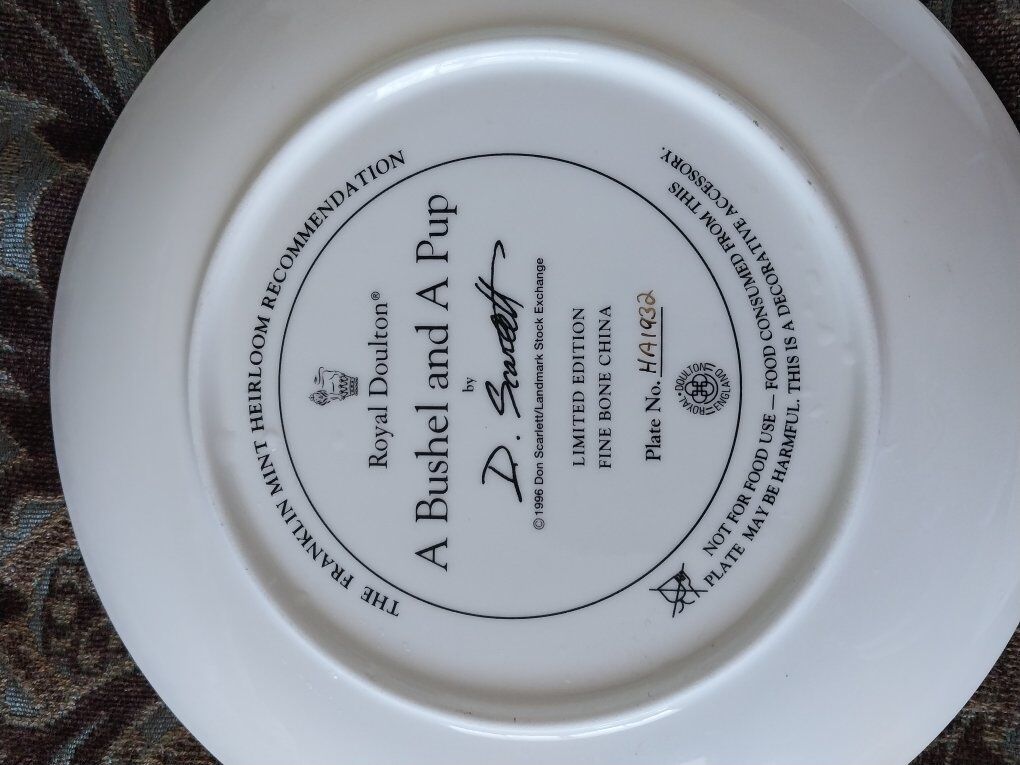 THE FRANKLIN MINT HEIRLOOM RECOMMENDATION
Royal Doulton®
A Bushel and A Pup
by
D. Scarlett
© 1996 Don Scarlett/Landmark Stock Exchange
LIMITED EDITION
FINE BONE CHINA
Plate No. HA1932
ROYAL • DOULTON
ENGLAND
NOT FOR FOOD USE — FOOD CONSUMED FROM THIS
PLATE MAY BE HARMFUL. THIS IS A DECORATIVE ACCESSORY.